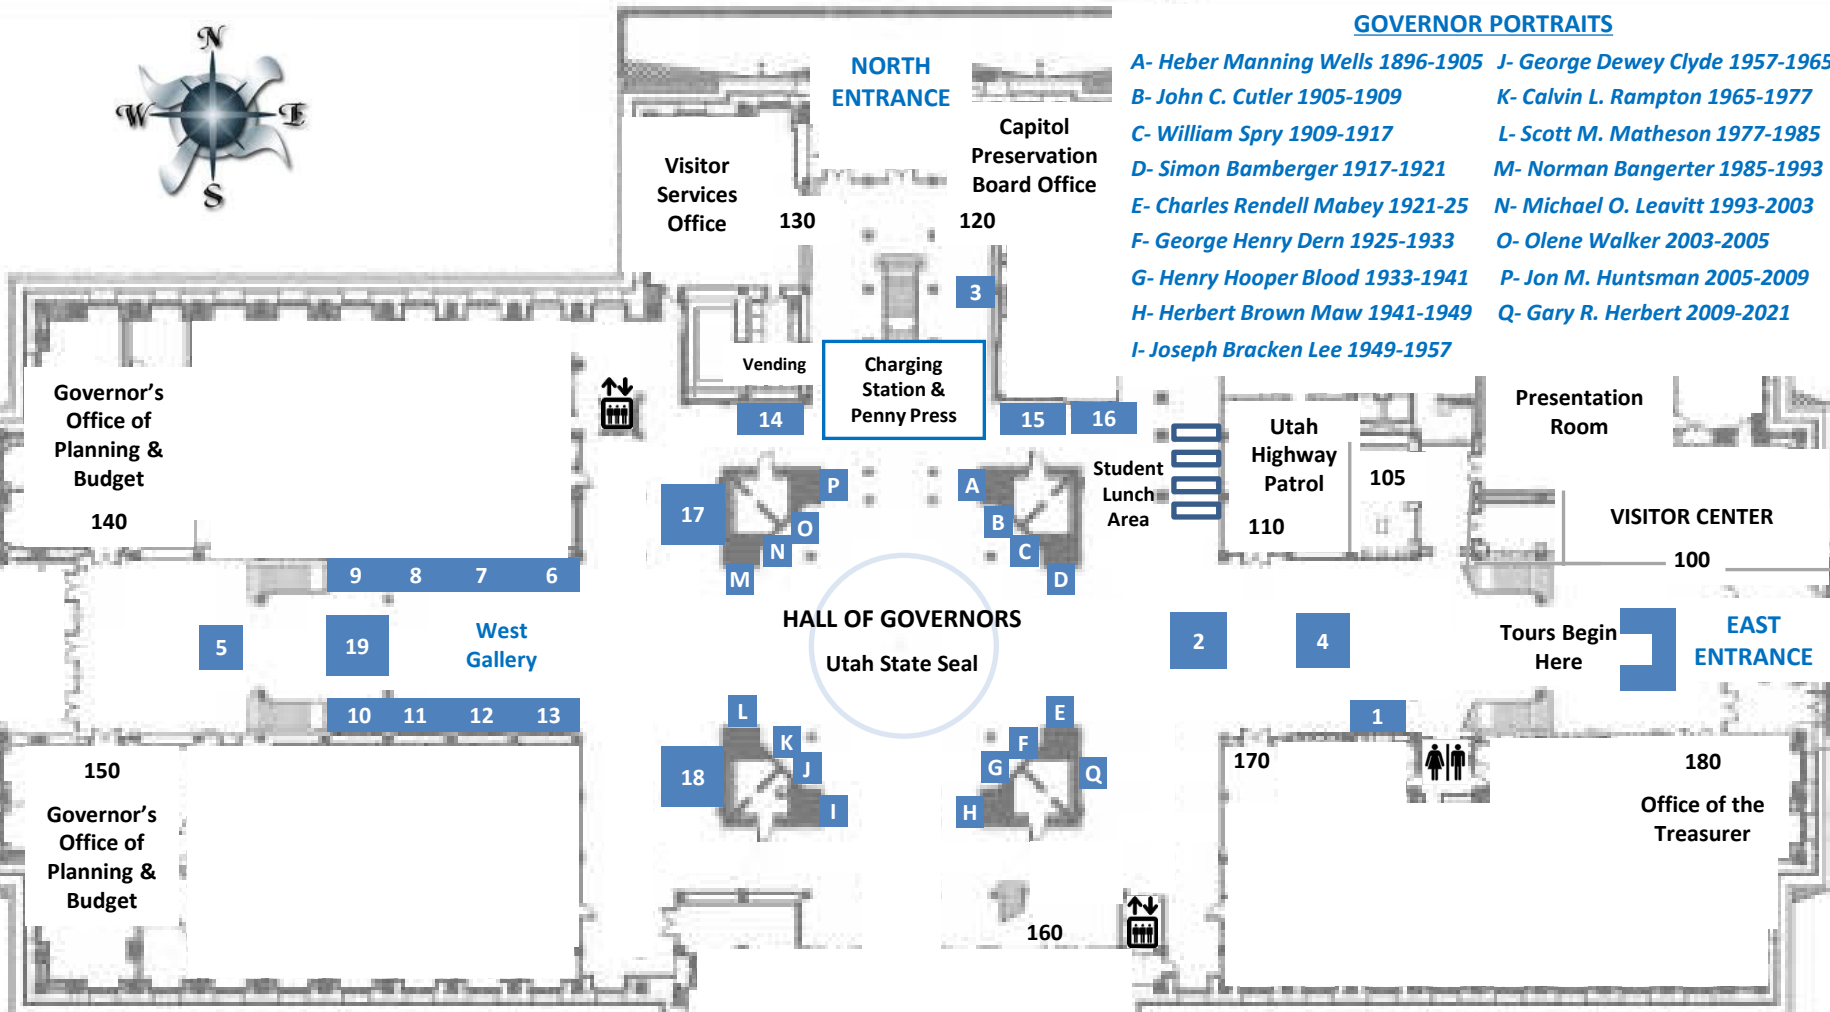 N
W
E
S
NORTH
ENTRANCE
GOVERNOR PORTRAITS
A- Heber Manning Wells 1896-1905
B- John C. Cutler 1905-1909
C- William Spry 1909-1917
D- Simon Bamberger 1917-1921
E- Charles Rendell Mabey 1921-25
F- George Henry Dern 1925-1933
G- Henry Hooper Blood 1933-1941
H- Herbert Brown Maw 1941-1949
I- Joseph Bracken Lee 1949-1957
J- George Dewey Clyde 1957-1965
K- Calvin L. Rampton 1965-1977
L- Scott M. Matheson 1977-1985
M- Norman Bangerter 1985-1993
N- Michael O. Leavitt 1993-2003
O- Olene Walker 2003-2005
P- Jon M. Huntsman 2005-2009
Q- Gary R. Herbert 2009-2021
Visitor
Services
Office
130
Capitol
Preservation
Board Office
120
3
Vending
Charging
Station &
Penny Press
14
15
16
Governor's
Office of
Planning &
Budget
140
Student
Lunch
Area
Utah
Highway
Patrol
110
105
Presentation
Room
VISITOR CENTER
100
17
P
O
N
M
A
B
C
D
9
8
7
6
5
19
West
Gallery
10
11
12
13
HALL OF GOVERNORS
Utah State Seal
2
4
1
Tours Begin
Here
EAST
ENTRANCE
18
L
K
J
I
E
F
G
H
Q
150
Governor's
Office of
Planning &
Budget
160
170
180
Office of the
Treasurer